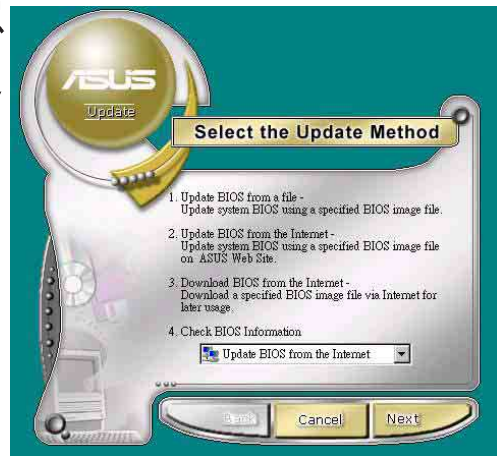 ASUS
Update
Select the Update Method
1. Update BIOS from a file -
Update system BIOS using a specified BIOS image file.
2. Update BIOS from the Internet -
Update system BIOS using a specified BIOS image file
on ASUS Web Site.
3. Download BIOS from the Internet -
Download a specified BIOS image file via Internet for
later usage.
4. Check BIOS Information
Update BIOS from the Internet
Cancel
Next